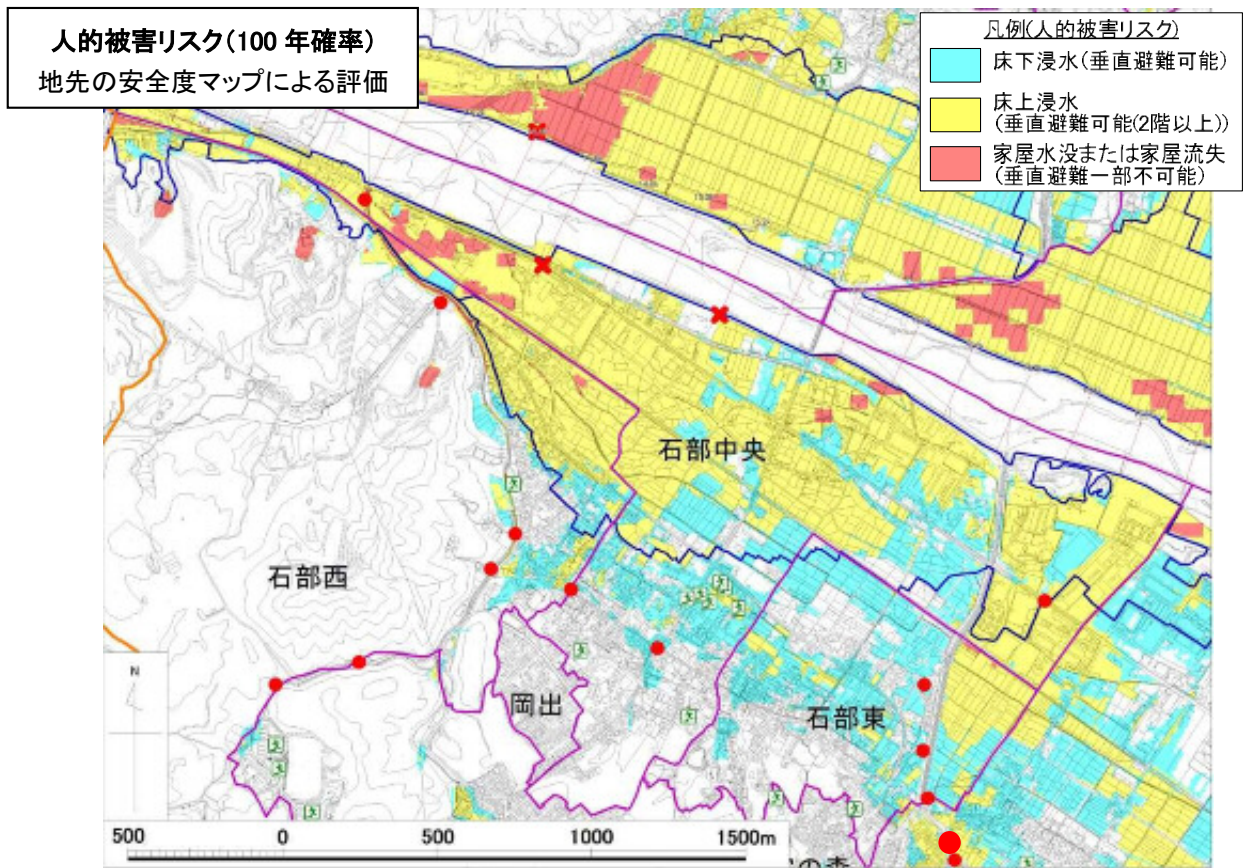 人的被害リスク(100 年確率)
地先の安全度マップによる評価
凡例(人的被害リスク)
床下浸水(垂直避難可能)
床上浸水
(垂直避難可能(2階以上))
家屋水没または家屋流失
(垂直避難一部不可能)
石部中央
石部西
岡出
石部東
N
500 0 500 1000 1500m